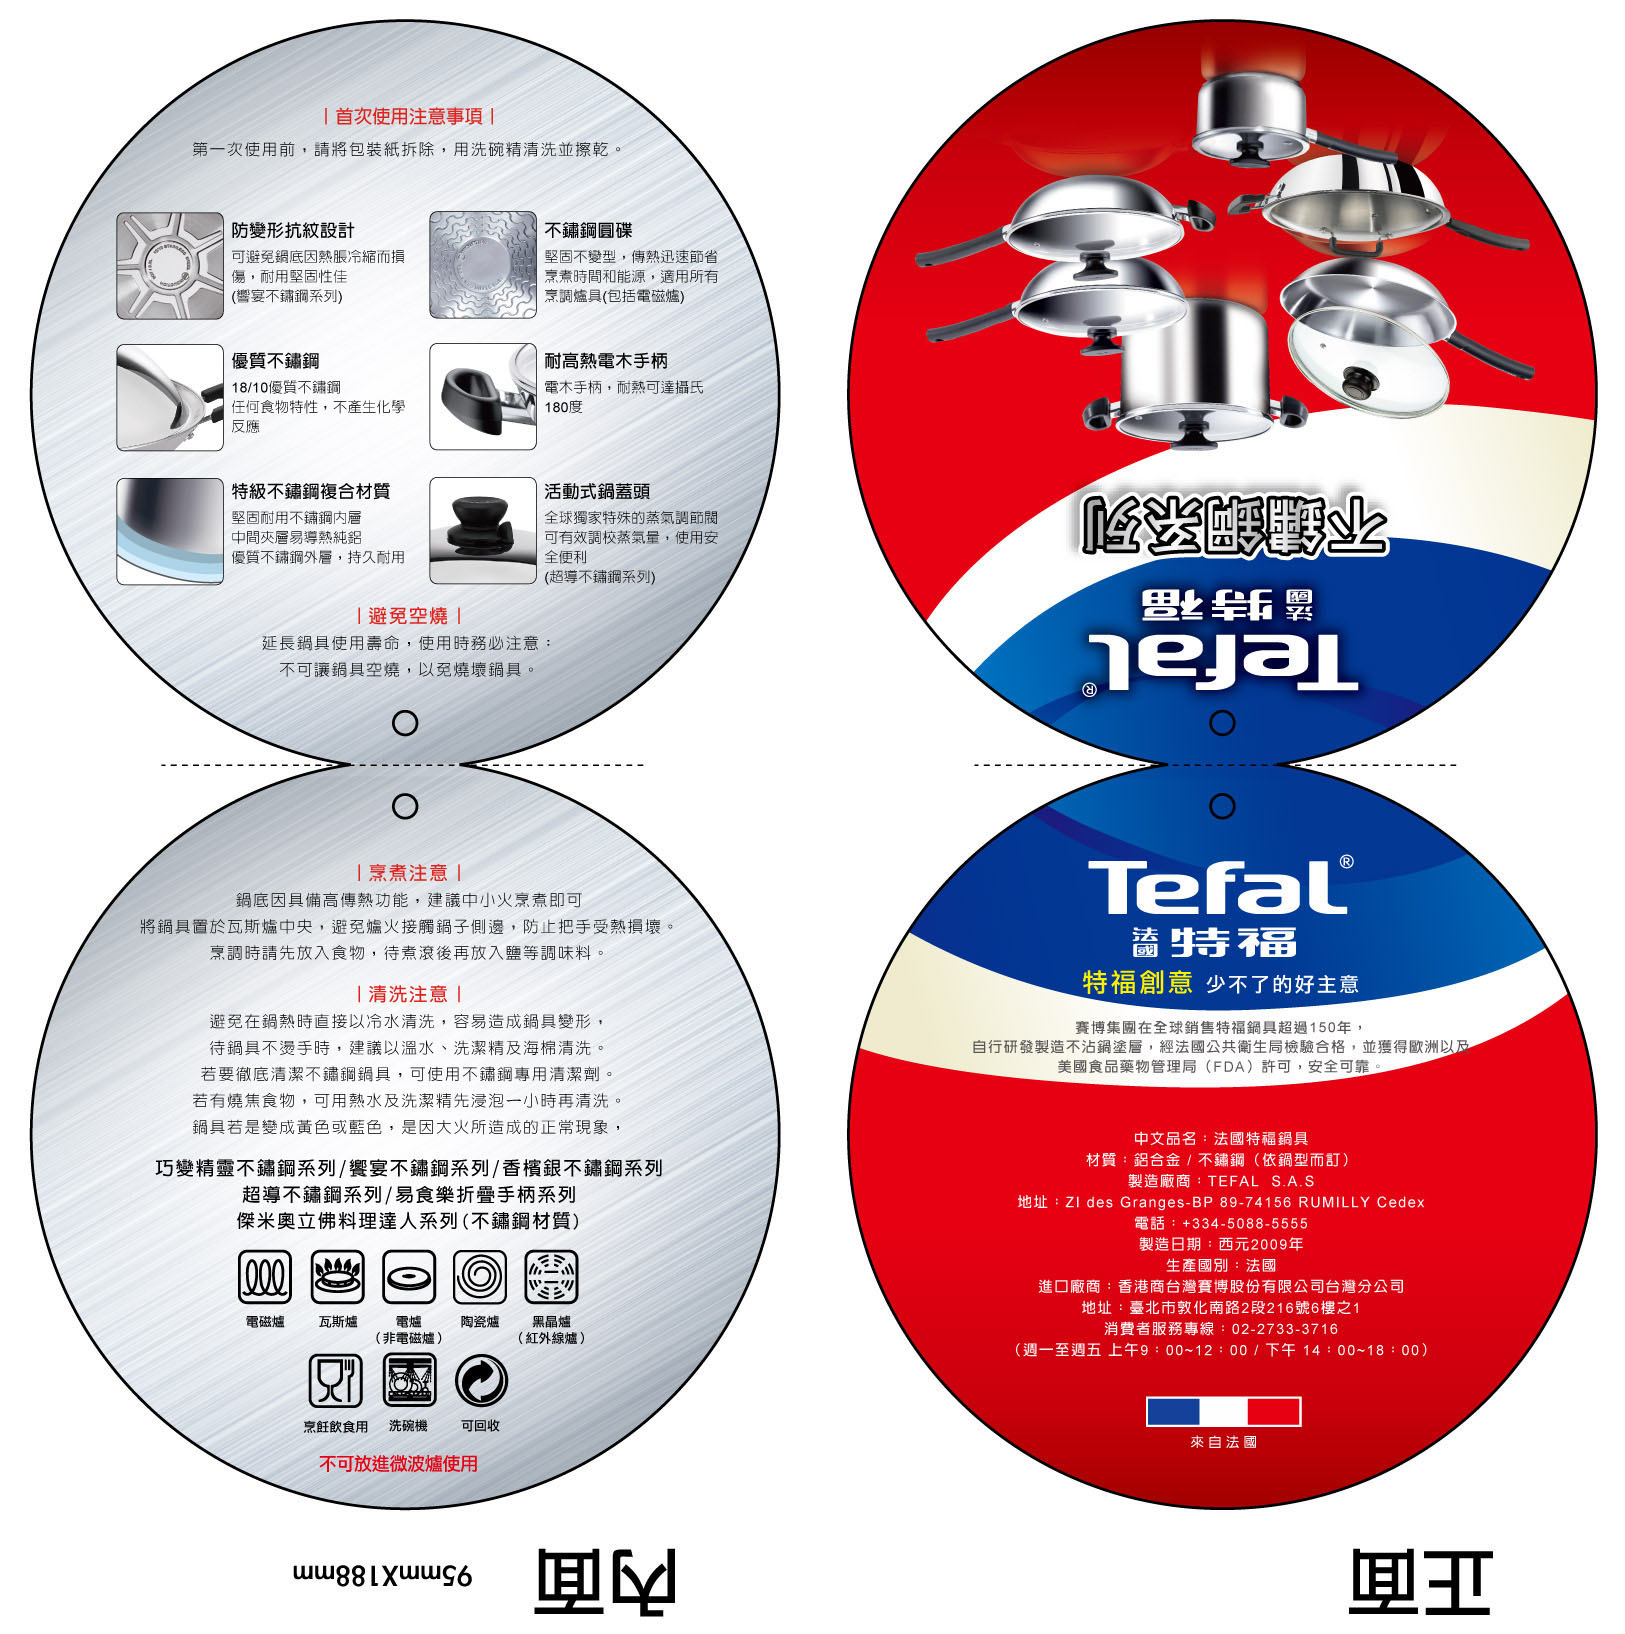 |首次使用注意事項|
第一次使用前，請將包裝紙拆除，用洗碗精清洗並擦乾。
防變形抗紋設計
可避免鍋底因熱脹冷縮而損
傷，耐用堅固性佳
(饗宴不鏽鋼系列)
不鏽鋼圓碟
堅固不變型，傳熱迅速節省
烹煮時間和能源，適用所有
烹調爐具(包括電磁爐)
優質不鏽鋼
18/10優質不鏽鋼
任何食物特性，不產生化學
反應
耐高熱電木手柄
電木手柄，耐熱可達攝氏
180度
特級不鏽鋼複合材質
堅固耐用不鏽鋼內層
中間夾層易導熱純鋁
優質不鏽鋼外層，持久耐用
活動式鍋蓋頭
全球獨家特殊的蒸氣調節閥
可有效調校蒸氣量，使用安
全便利
(超導不鏽鋼系列)
|避免空燒|
延長鍋具使用壽命，使用時務必注意：
不可讓鍋具空燒，以免燒壞鍋具。
|烹煮注意|
鍋底因具備高傳熱功能，建議中小火烹煮即可
將鍋具置於瓦斯爐中央，避免爐火接觸鍋子側邊，防止把手受熱損壞。
烹調時請先放入食物，待煮滾後再放入鹽等調味料。
|清洗注意|
避免在鍋熱時直接以冷水清洗，容易造成鍋具變形，
待鍋具不燙手時，建議以溫水、洗潔精及海棉清洗。
若要徹底清潔不鏽鋼鍋具，可使用不鏽鋼專用清潔劑。
若有燒焦食物，可用熱水及洗潔精先浸泡一小時再清洗。
鍋具若是變成黃色或藍色，是因大火所造成的正常現象，
巧變精靈不鏽鋼系列/饗宴不鏽鋼系列/香檳銀不鏽鋼系列
超導不鏽鋼系列/易食樂折疊手柄系列
傑米奧立佛料理達人系列(不鏽鋼材質)
電磁爐
瓦斯爐
電爐
(非電磁爐)
陶瓷爐
黑晶爐
(紅外線爐)
烹飪飲食用
洗碗機
可回收
不可放進微波爐使用
內面 95mmX188mm
不鏽鋼系列
法國 特福
Tefal®
Tefal®
法國 特福
特福創意 少不了的好主意
賽博集團在全球銷售特福鍋具超過150年，
自行研發製造不沾鍋塗層，經法國公共衛生局檢驗合格，並獲得歐洲以及
美國食品藥物管理局（FDA）許可，安全可靠。
中文品名：法國特福鍋具
材質：鋁合金 / 不鏽鋼（依鍋型而訂）
製造廠商：TEFAL S.A.S
地址：ZI des Granges-BP 89-74156 RUMILLY Cedex
電話：+334-5088-5555
製造日期：西元2009年
生產國別：法國
進口廠商：香港商台灣賽博股份有限公司台灣分公司
地址：臺北市敦化南路2段216號6樓之1
消費者服務專線：02-2733-3716
（週一至週五 上午9：00~12：00 / 下午 14：00~18：00）
來自法國
正面